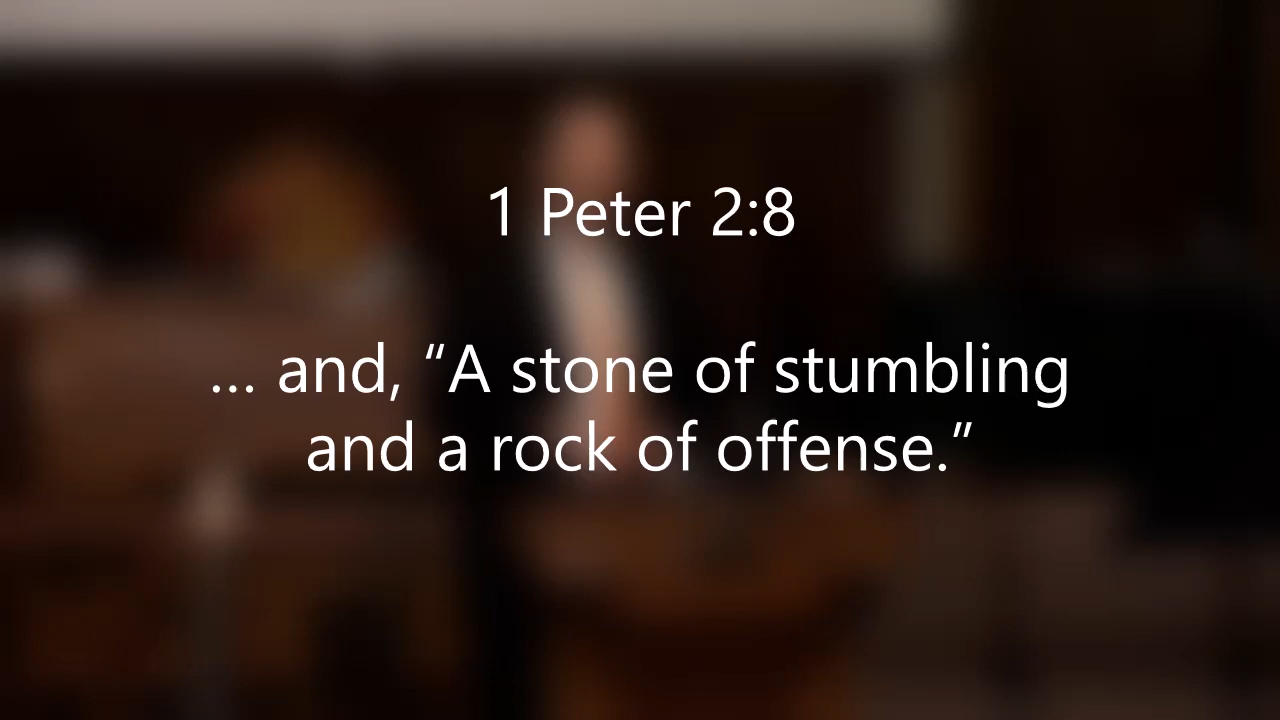 1 Peter 2:8
… and, “A stone of stumbling
and a rock of offense.”